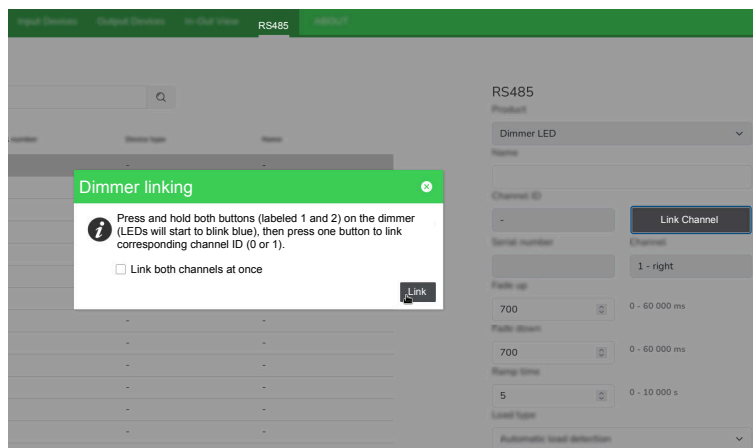 Input Devices Output Devices In-Out View RS485 ABOUT
RS485
Product
Device type Name
Dimmer LED
Name
- -
Dimmer linking
Channel ID
Press and hold both buttons (labeled 1 and 2) on the dimmer
(LEDs will start to blink blue), then press one button to link
corresponding channel ID (0 or 1).
- Link Channel
Serial number Channel
Link both channels at once
1 - right
Fade up
Link
700 0 - 60 000 ms
- -
Fade down
- -
700 0 - 60 000 ms
- -
Ramp time
- -
5 0 - 10 000 s
- -
Load type
- -
Automatic load detection